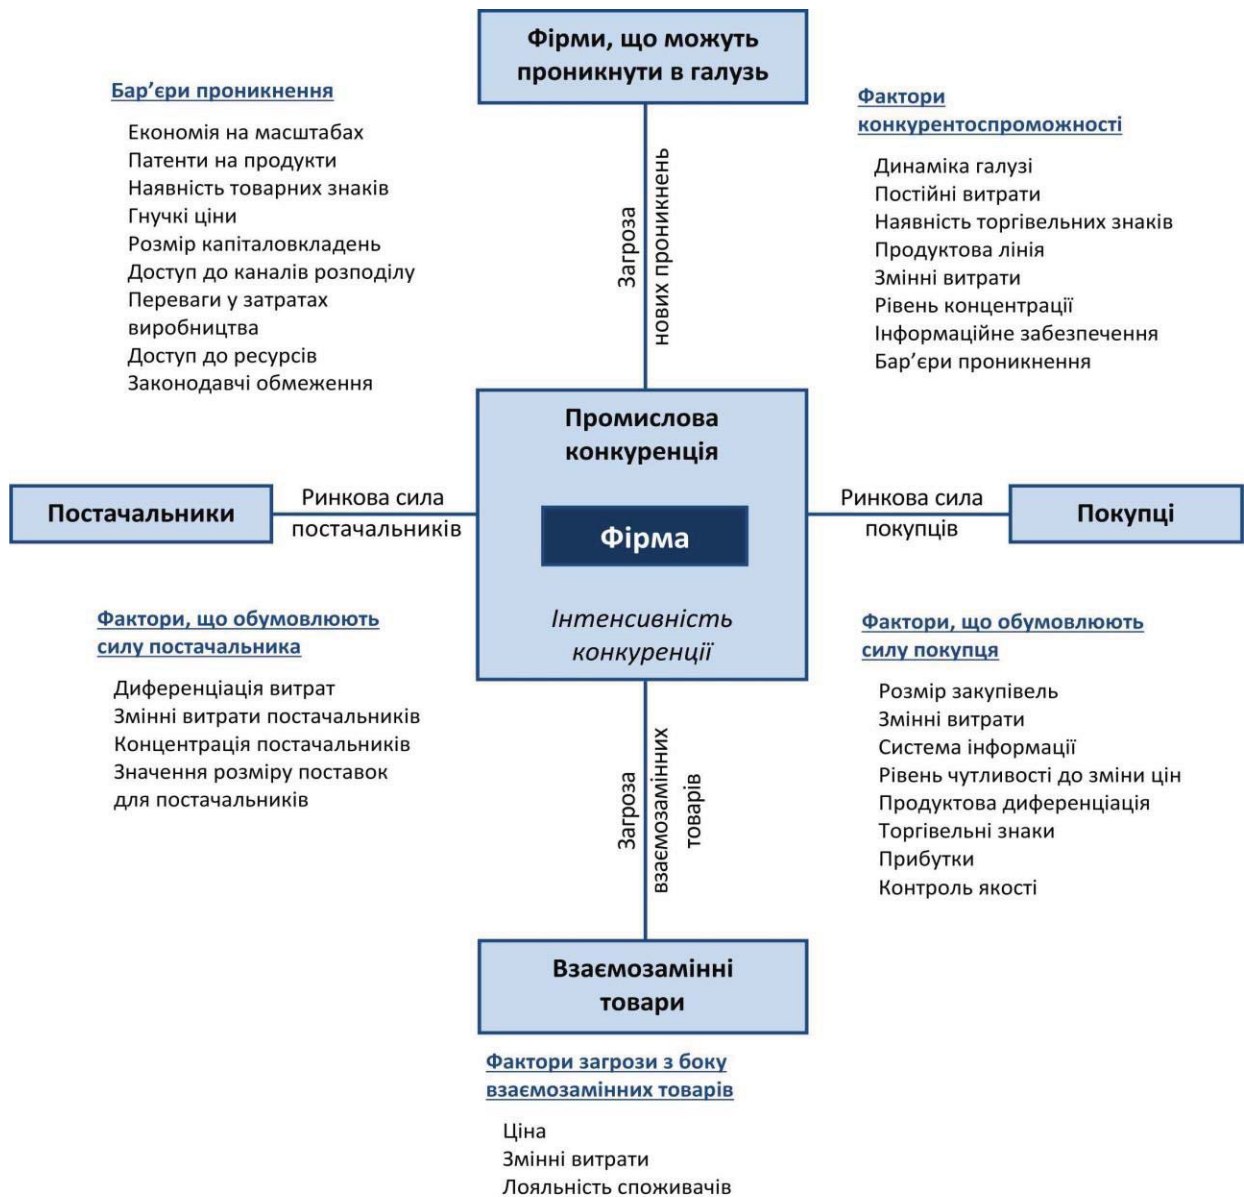 Фірми, що можуть
проникнути в галузь
Бар’єри проникнення
Економія на масштабах
Патенти на продукти
Наявність товарних знаків
Гнучкі ціни
Розмір капіталовкладень
Доступ до каналів розподілу
Переваги у затратах
виробництва
Доступ до ресурсів
Законодавчі обмеження
Загроза
нових проникнень
Фактори
конкурентоспроможності
Динаміка галузі
Постійні витрати
Наявність торгівельних знаків
Продуктова лінія
Змінні витрати
Рівень концентрації
Інформаційне забезпечення
Бар’єри проникнення
Постачальники
Ринкова сила
постачальників
Промислова
конкуренція
Фірма
Інтенсивність
конкуренції
Ринкова сила
покупців
Покупці
Фактори, що обумовлюють
силу постачальника
Диференціація витрат
Змінні витрати постачальників
Концентрація постачальників
Значення розміру поставок
для постачальників
Загроза
взаємозамінних
товарів
Фактори, що обумовлюють
силу покупця
Розмір закупівель
Змінні витрати
Система інформації
Рівень чутливості до зміни цін
Продуктова диференціація
Торгівельні знаки
Прибутки
Контроль якості
Взаємозамінні
товари
Фактори загрози з боку
взаємозамінних товарів
Ціна
Змінні витрати
Лояльність споживачів